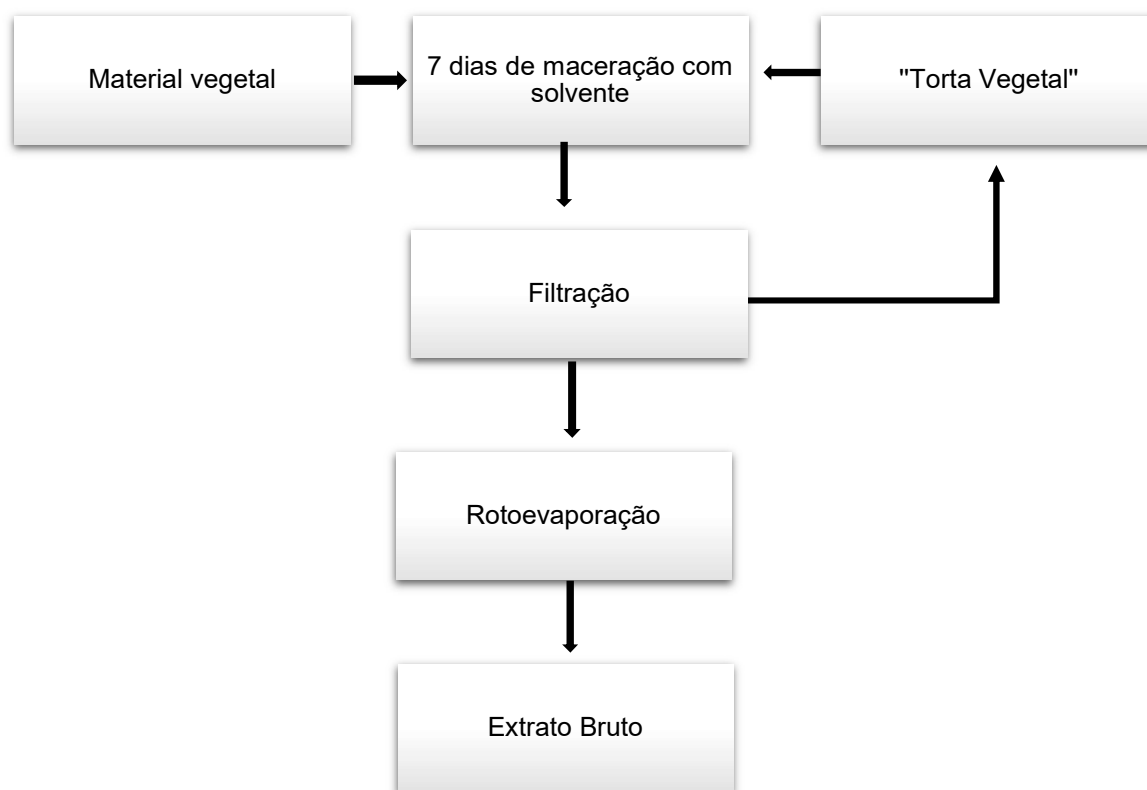 Material vegetal
7 dias de maceração com
solvente
"Torta Vegetal"
Filtração
Rotoevaporação
Extrato Bruto